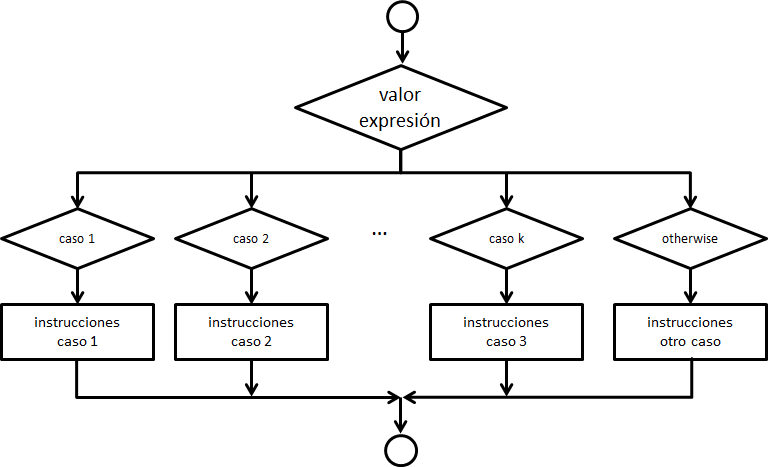 valor
expresión
caso 1
caso 2
...
caso k
otherwise
instrucciones
caso 1
instrucciones
caso 2
instrucciones
caso 3
instrucciones
otro caso